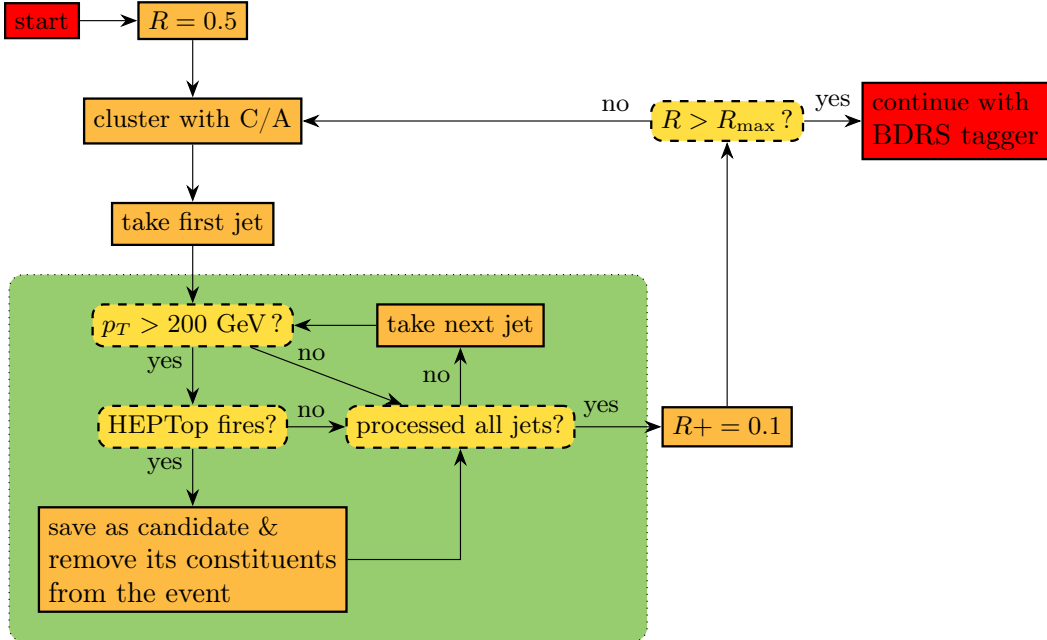 start
R = 0.5
cluster with C/A
no
R > R_max ?
yes
continue with
BDRS tagger
take first jet
p_T > 200 GeV ?
take next jet
yes
no
no
HEPTop fires?
no
processed all jets?
yes
R+ = 0.1
yes
save as candidate &
remove its constituents
from the event